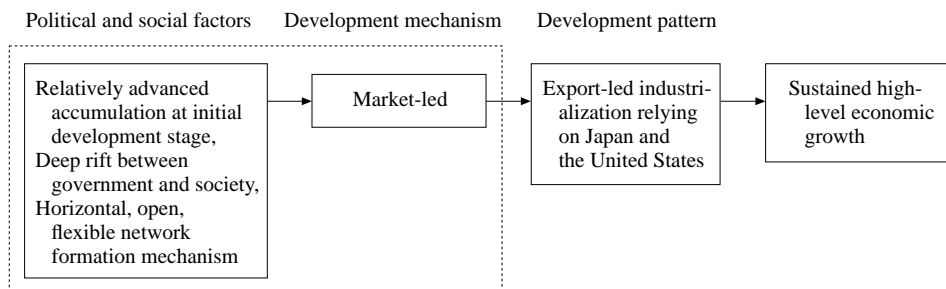 Political and social factors
Development mechanism
Development pattern
Relatively advanced
accumulation at initial
development stage,
Deep rift between
government and society,
Horizontal, open,
flexible network
formation mechanism
Market-led
Export-led industri-
alization relying
on Japan and
the United States
Sustained high-
level economic
growth